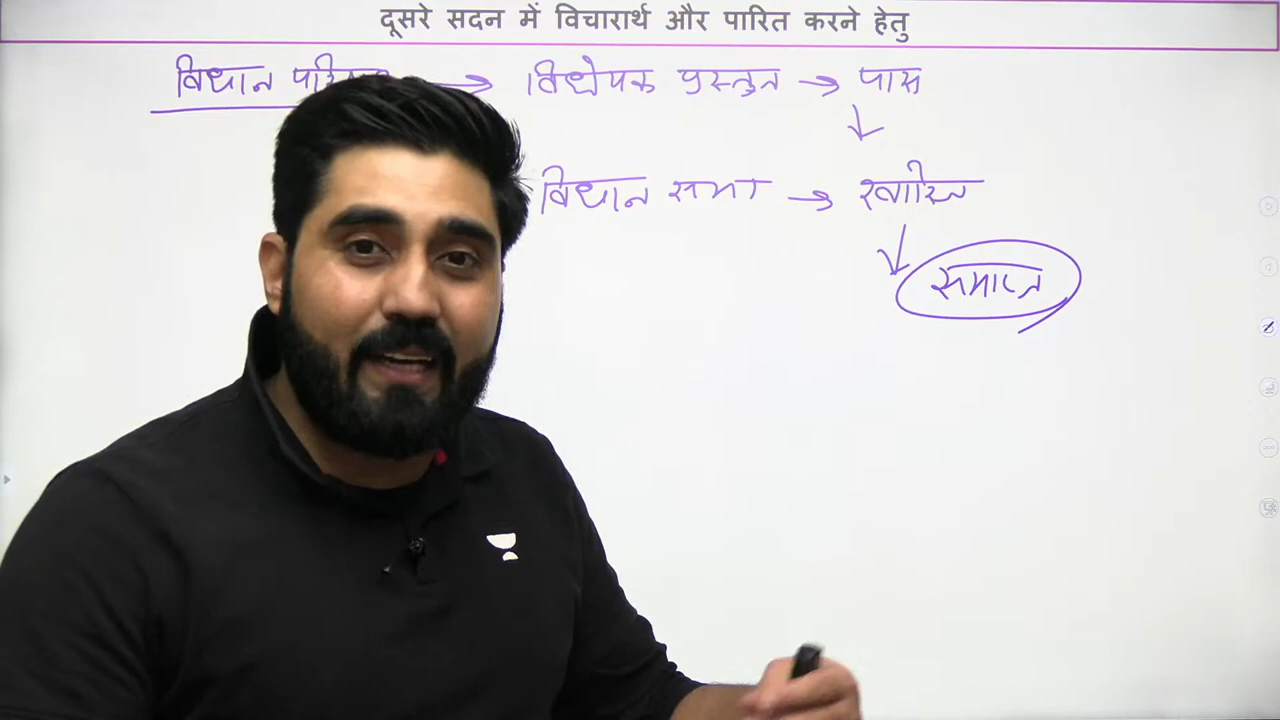 दूसरे सदन में विचारार्थ और पारित करने हेतु
विधान → विधेयक प्रस्तुत → पास
↓
विधान सभा → खारिज
↓
समाप्त